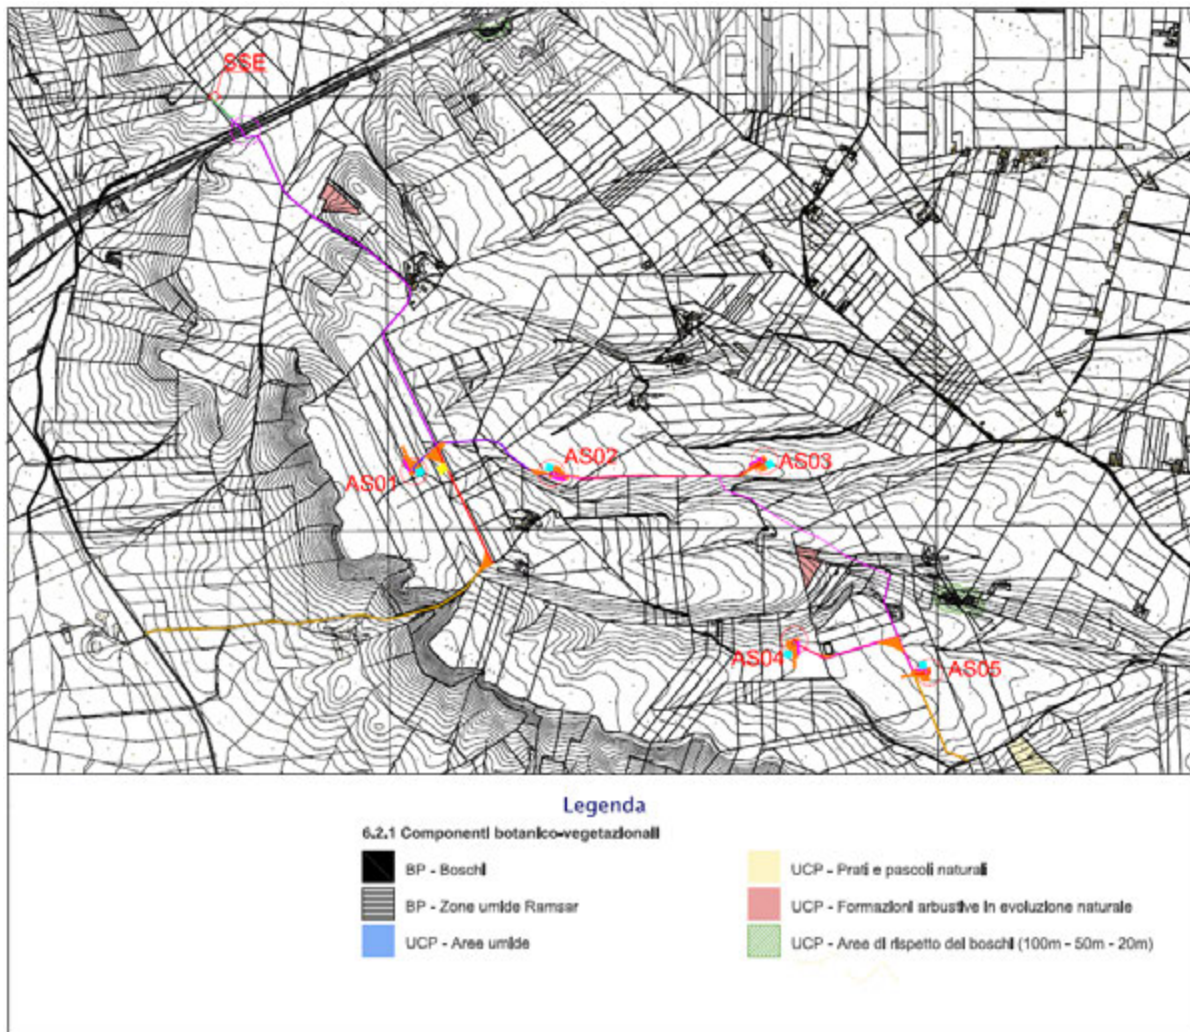 SSE
AS02
AS03
AS01
AS04
AS05
Legenda
6.2.1 Componenti botanico-vegetazionali
BP - Boschi
BP - Zone umide Ramsar
UCP - Aree umide
UCP - Prati e pascoli naturali
UCP - Formazioni arbustive in evoluzione naturale
UCP - Aree di rispetto dei boschi (100m - 50m - 20m)